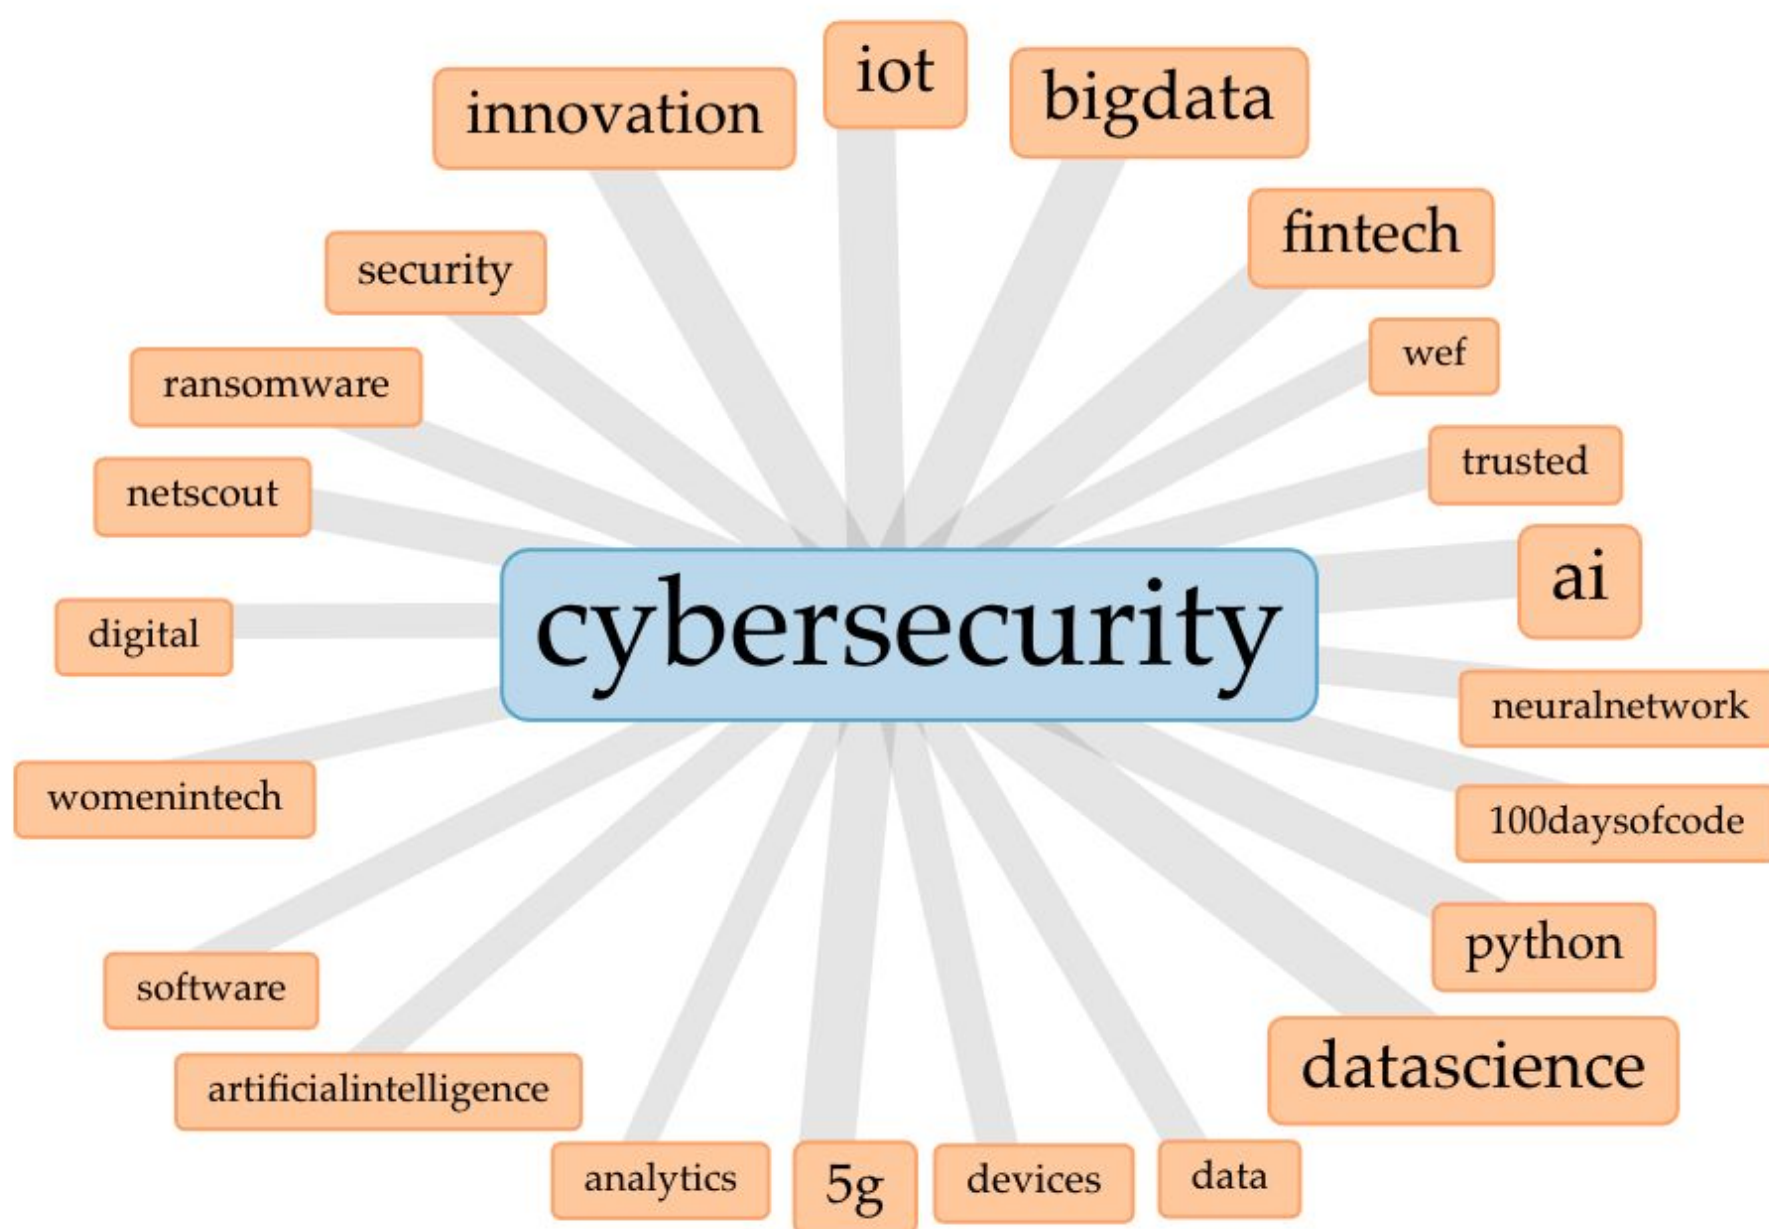 iot
bigdata
innovation
fintech
security
wef
ransomware
trusted
netscout
ai
cybersecurity
digital
neuralnetwork
womenintech
100daysofcode
python
software
datascience
artificialintelligence
analytics
5g
devices
data